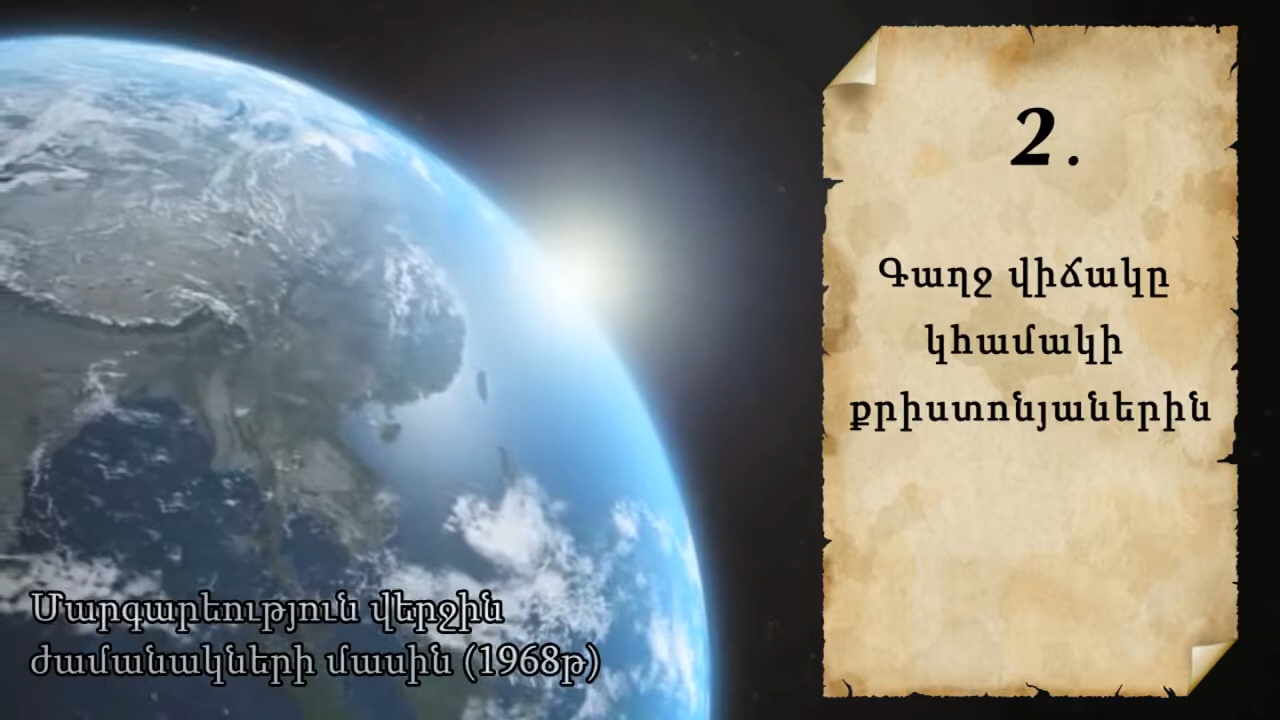 2.
Գաղջ վիճակը
կհամակի
քրիստոնյաներին
Մարգարեություն վերջին
ժամանակների մասին (1968թ)